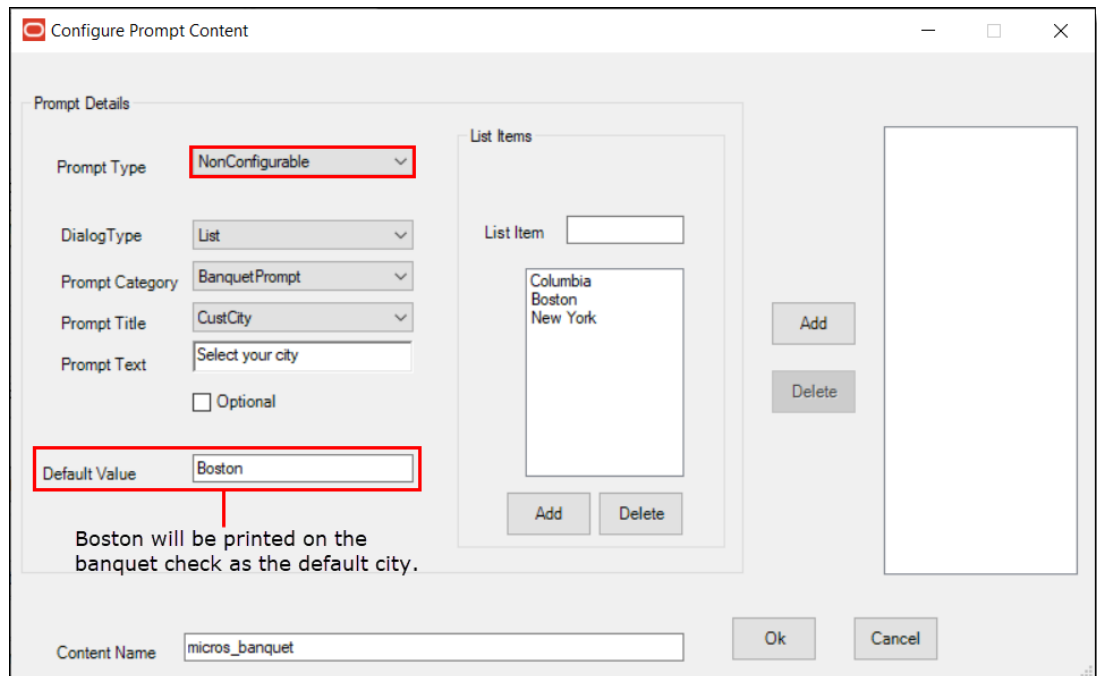 Configure Prompt Content
Prompt Details
Prompt Type
NonConfigurable
DialogType
List
Prompt Category
BanquetPrompt
Prompt Title
CustCity
Prompt Text
Select your city
Optional
Default Value
Boston
Boston will be printed on the
banquet check as the default city.
List Items
List Item
Columbia
Boston
New York
Add
Delete
Add
Delete
Content Name
micros_banquet
Ok
Cancel